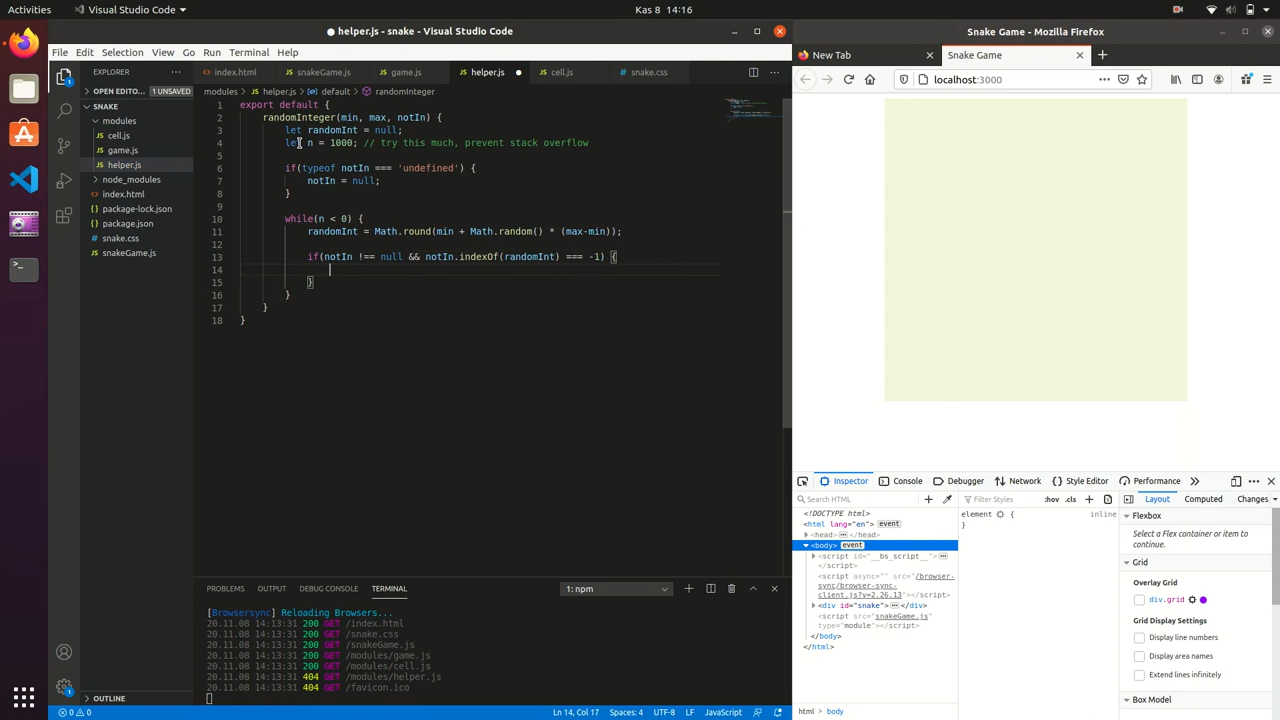 Activities
Visual Studio Code
Kas 8 14:16
● helper.js - snake - Visual Studio Code
File Edit Selection View Go Run Terminal Help
EXPLORER
OPEN EDITO... 1 UNSAVED
SNAKE
modules
JS cell.js
JS game.js
JS helper.js
node_modules
index.html
package-lock.json
package.json
# snake.css
JS snakeGame.js
OUTLINE
index.html
JS snakeGame.js
JS game.js
JS helper.js
JS cell.js
# snake.css
modules > JS helper.js > default > randomInteger
1 export default {
2 randomInteger(min, max, notIn) {
3 let randomInt = null;
4 let n = 1000; // try this much, prevent stack overflow
5
6 if(typeof notIn === 'undefined') {
7 notIn = null;
8 }
9
10 while(n < 0) {
11 randomInt = Math.round(min + Math.random() * (max-min));
12
13 if(notIn !== null && notIn.indexOf(randomInt) === -1) {
14
15 }
16 }
17 }
18 }
PROBLEMS OUTPUT DEBUG CONSOLE TERMINAL
1: npm
[Browsersync] Reloading Browsers...
20.11.08 14:13:31 200 GET /index.html
20.11.08 14:13:31 200 GET /snake.css
20.11.08 14:13:31 200 GET /snakeGame.js
20.11.08 14:13:31 200 GET /modules/game.js
20.11.08 14:13:31 200 GET /modules/cell.js
20.11.08 14:13:31 404 GET /modules/helper.js
20.11.08 14:13:31 404 GET /favicon.ico
0 0
Ln 14, Col 17 Spaces: 4 UTF-8 LF JavaScript
Snake Game - Mozilla Firefox
New Tab
Snake Game
localhost:3000
Inspector Console Debugger Network Style Editor Performance
Search HTML
<!DOCTYPE html>
<html lang="en"> event
<head> ... </head>
<body> event
<script id="__bs_script__"> ...
</script>
<script async="" src="/browser-
sync/browser-sync-
client.js?v=2.26.13"></script>
<div id="snake"> ... </div>
<script src="snakeGame.js"
type="module"></script>
</body>
</html>
html > body
Filter Styles
:hov .cls
element { inline
}
Layout Computed Changes
Flexbox
Select a Flex container or item to
continue.
Grid
Overlay Grid
div.grid
Grid Display Settings
Display line numbers
Display area names
Extend lines infinitely
Box Model